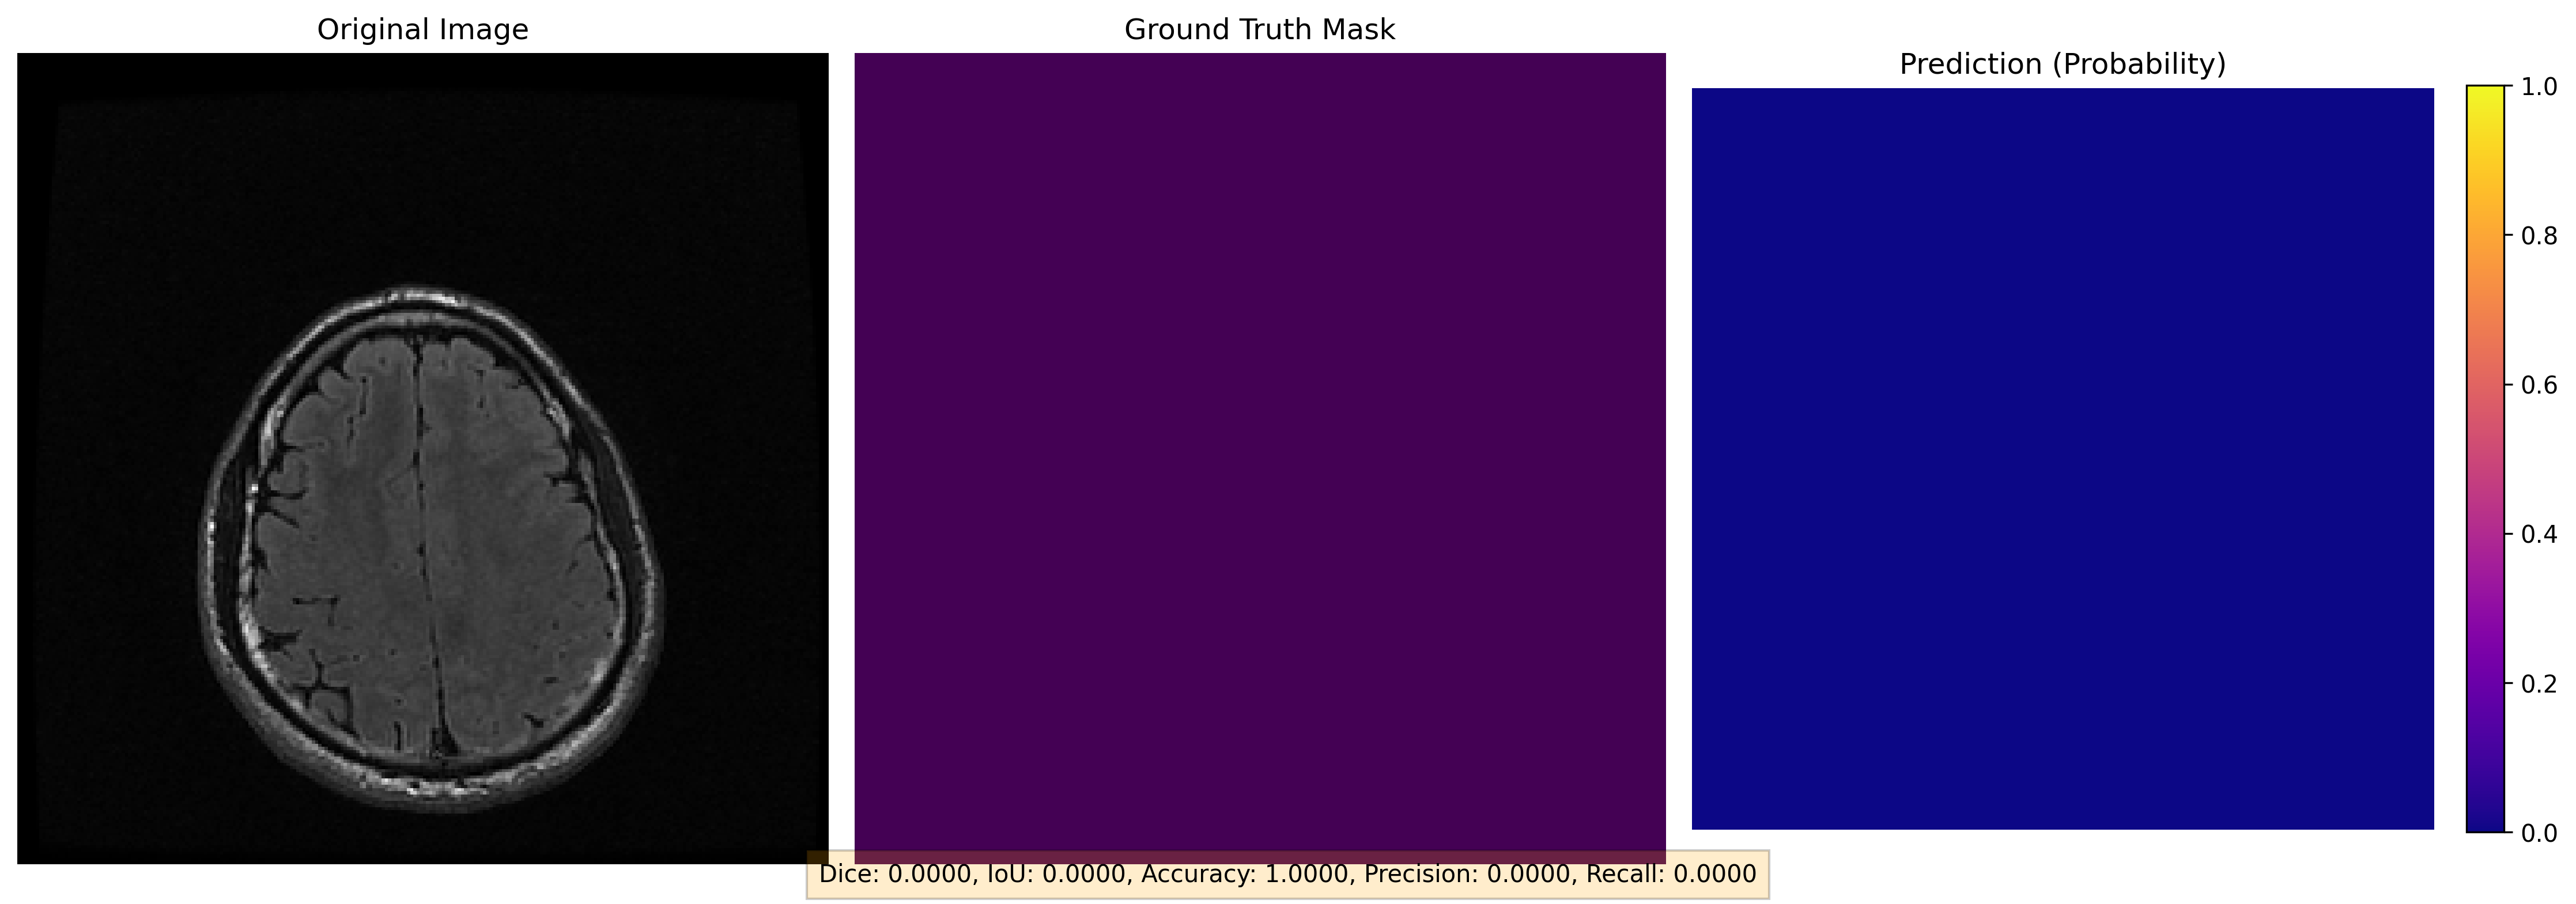 Original Image
Ground Truth Mask
Prediction (Probability)
1.0
0.8
0.6
0.4
0.2
0.0
Dice: 0.0000, IoU: 0.0000, Accuracy: 1.0000, Precision: 0.0000, Recall: 0.0000